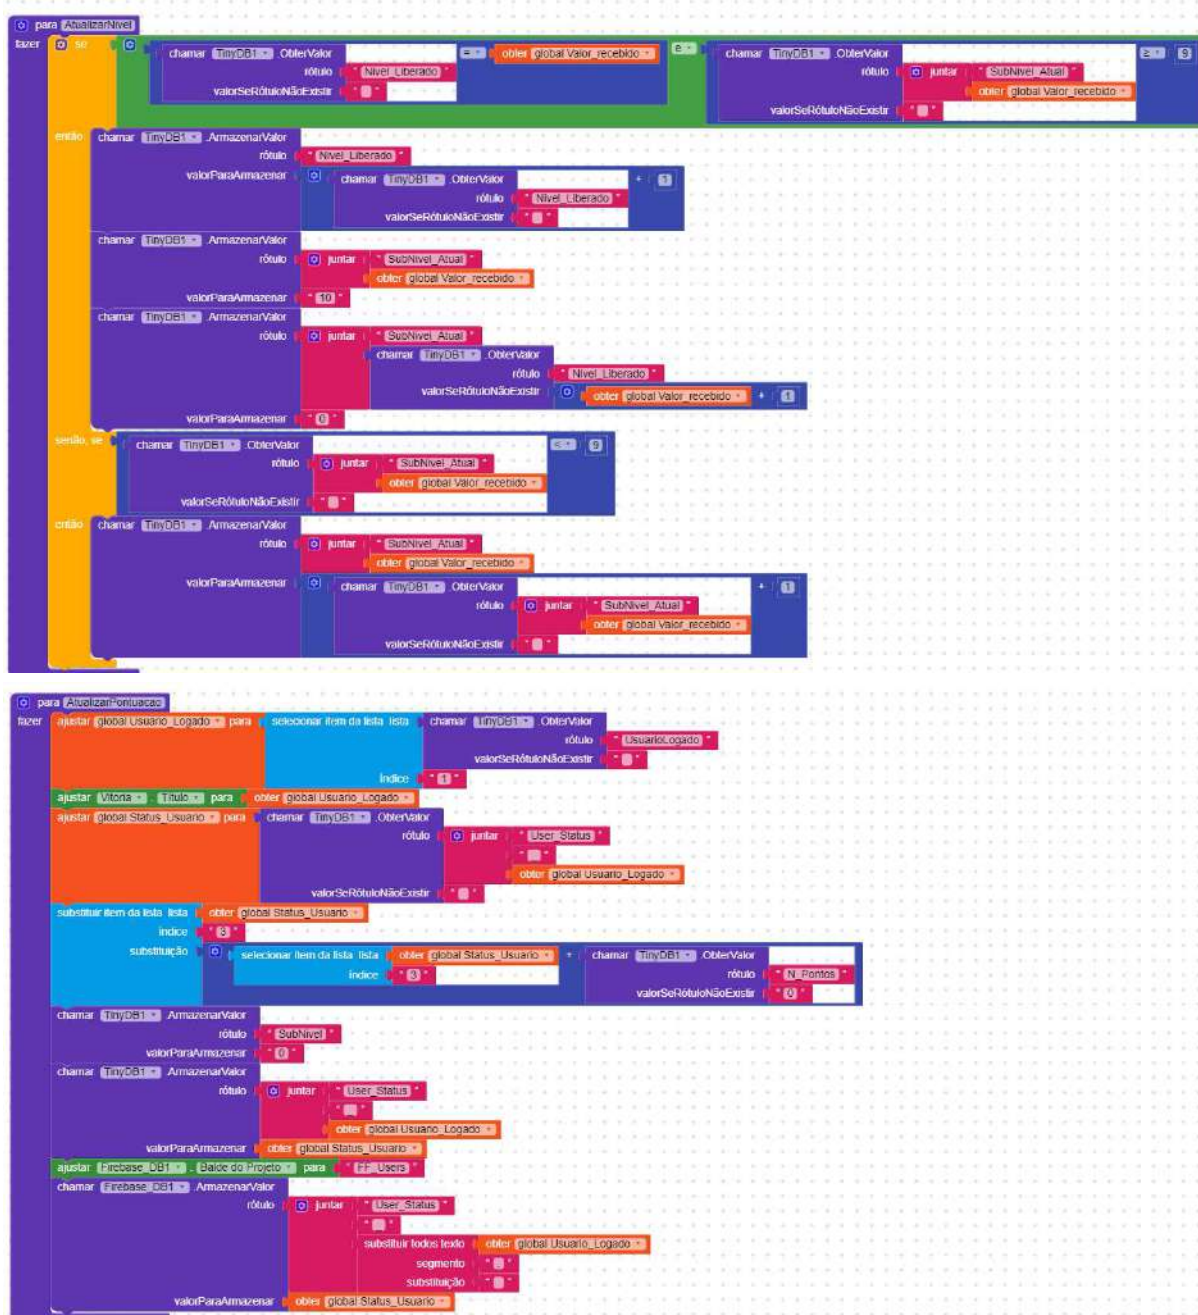 para AtualizarNivel
fazer se chamar TinyDB1 .ObterValor = obter global Valor_recebido e chamar TinyDB1 .ObterValor ≥ 9
rótulo " Nivel_Liberado " rótulo juntar " SubNivel_Atual "
obter global Valor_recebido
valorSeRótuloNãoExistir " " valorSeRótuloNãoExistir " "
então chamar TinyDB1 .ArmazenarValor
rótulo " Nivel_Liberado "
valorParaArmazenar chamar TinyDB1 .ObterValor + 1
rótulo " Nivel_Liberado "
valorSeRótuloNãoExistir " "
chamar TinyDB1 .ArmazenarValor
rótulo juntar " SubNivel_Atual "
obter global Valor_recebido
valorParaArmazenar " 10 "
chamar TinyDB1 .ArmazenarValor
rótulo juntar " SubNivel_Atual "
chamar TinyDB1 .ObterValor
rótulo " Nivel_Liberado "
valorSeRótuloNãoExistir obter global Valor_recebido + 1
valorParaArmazenar " 0 "
senão, se chamar TinyDB1 .ObterValor < 9
rótulo juntar " SubNivel_Atual "
obter global Valor_recebido
valorSeRótuloNãoExistir " "
então chamar TinyDB1 .ArmazenarValor
rótulo juntar " SubNivel_Atual "
obter global Valor_recebido
valorParaArmazenar chamar TinyDB1 .ObterValor + 1
rótulo juntar " SubNivel_Atual "
obter global Valor_recebido
valorSeRótuloNãoExistir " "
para AtualizarPontuacao
fazer ajustar global Usuario_Logado para selecionar item da lista lista chamar TinyDB1 .ObterValor
rótulo " UsuarioLogado "
valorSeRótuloNãoExistir " "
índice " 1 "
ajustar Vitoria . Título para obter global Usuario_Logado
ajustar global Status_Usuario para chamar TinyDB1 .ObterValor
rótulo juntar " User_Status "
" _ "
obter global Usuario_Logado
valorSeRótuloNãoExistir " "
substituir item da lista lista obter global Status_Usuario
índice " 3 "
substituição selecionar item da lista lista obter global Status_Usuario + chamar TinyDB1 .ObterValor
índice " 3 " rótulo " N_Pontos "
valorSeRótuloNãoExistir " 0 "
chamar TinyDB1 .ArmazenarValor
rótulo " SubNivel "
valorParaArmazenar " 0 "
chamar TinyDB1 .ArmazenarValor
rótulo juntar " User_Status "
" _ "
obter global Usuario_Logado
valorParaArmazenar obter global Status_Usuario
ajustar Firebase_DB1 . Balde do Projeto para " FF_Users "
chamar Firebase_DB1 .ArmazenarValor
rótulo juntar " User_Status "
" _ "
substituir todos texto obter global Usuario_Logado
segmento
substituição
valorParaArmazenar obter global Status_Usuario